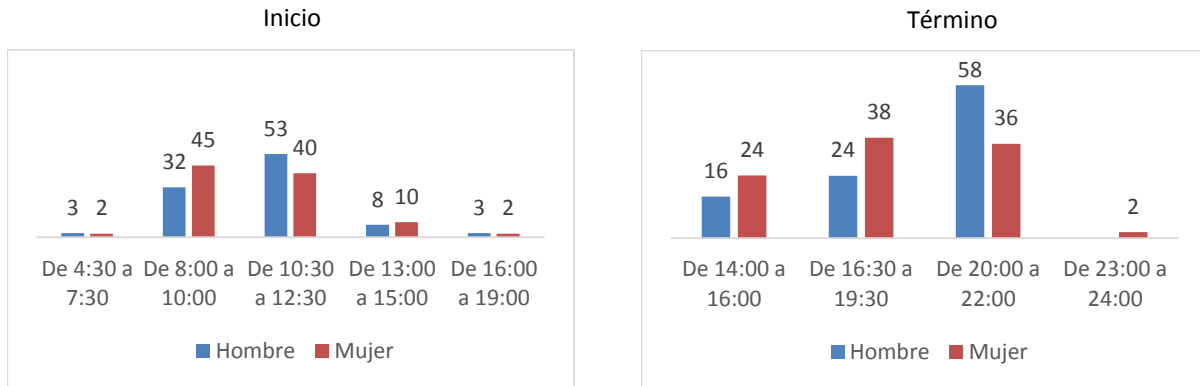 Inicio
53
45
40
32
8 10
3 2
3 2
De 4:30 a
7:30
De 8:00 a
10:00
De 10:30
a 12:30
De 13:00
a 15:00
De 16:00
a 19:00
Hombre Mujer
Término
58
38
36
24
24
16
2
De 14:00 a
16:00
De 16:30 a
19:30
De 20:00 a
22:00
De 23:00 a
24:00
Hombre Mujer